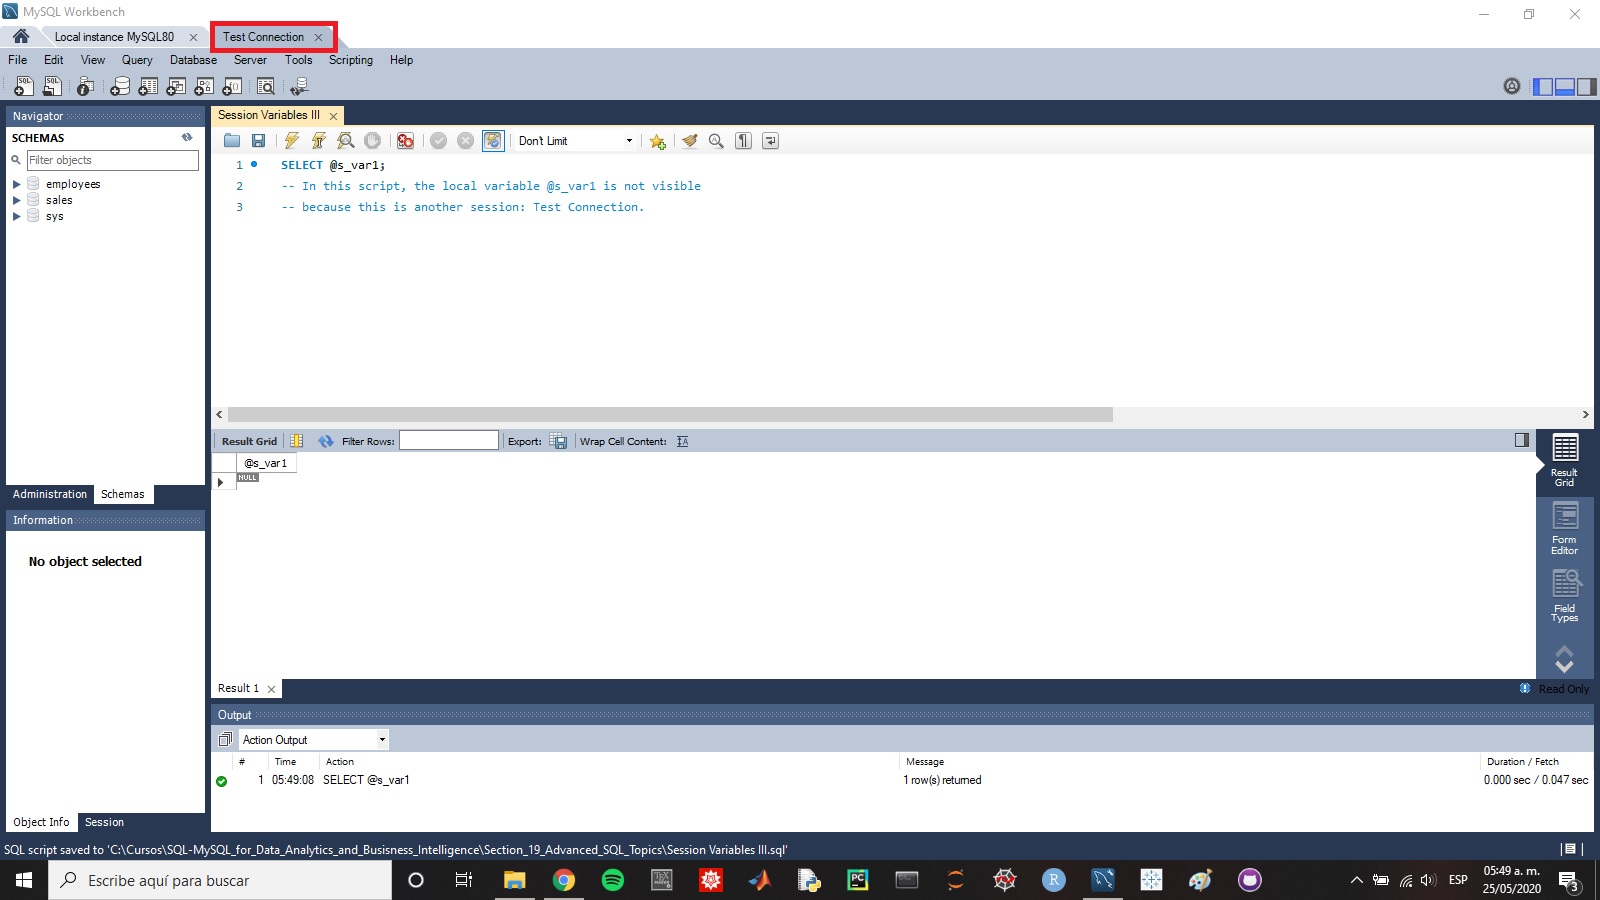 MySQL Workbench
Local instance MySQL80
Test Connection
File Edit View Query Database Server Tools Scripting Help
Navigator
SCHEMAS
Filter objects
employees
sales
sys
Administration Schemas
Information
No object selected
Object Info Session
Session Variables III
Don't Limit
1 SELECT @s_var1;
2 -- In this script, the local variable @s_var1 is not visible
3 -- because this is another session: Test Connection.
Result Grid Filter Rows: Export: Wrap Cell Content:
@s_var1
NULL
Result
Grid
Form
Editor
Field
Types
Result 1
Read Only
Output
Action Output
# Time Action Message Duration / Fetch
1 05:49:08 SELECT @s_var1 1 row(s) returned 0.000 sec / 0.047 sec
SQL script saved to 'C:\Cursos\SQL-MySQL_for_Data_Analytics_and_Busisness_Intelligence\Section_19_Advanced_SQL_Topics\Session Variables III.sql'
Escribe aquí para buscar
ESP
05:49 a. m.
25/05/2020
3